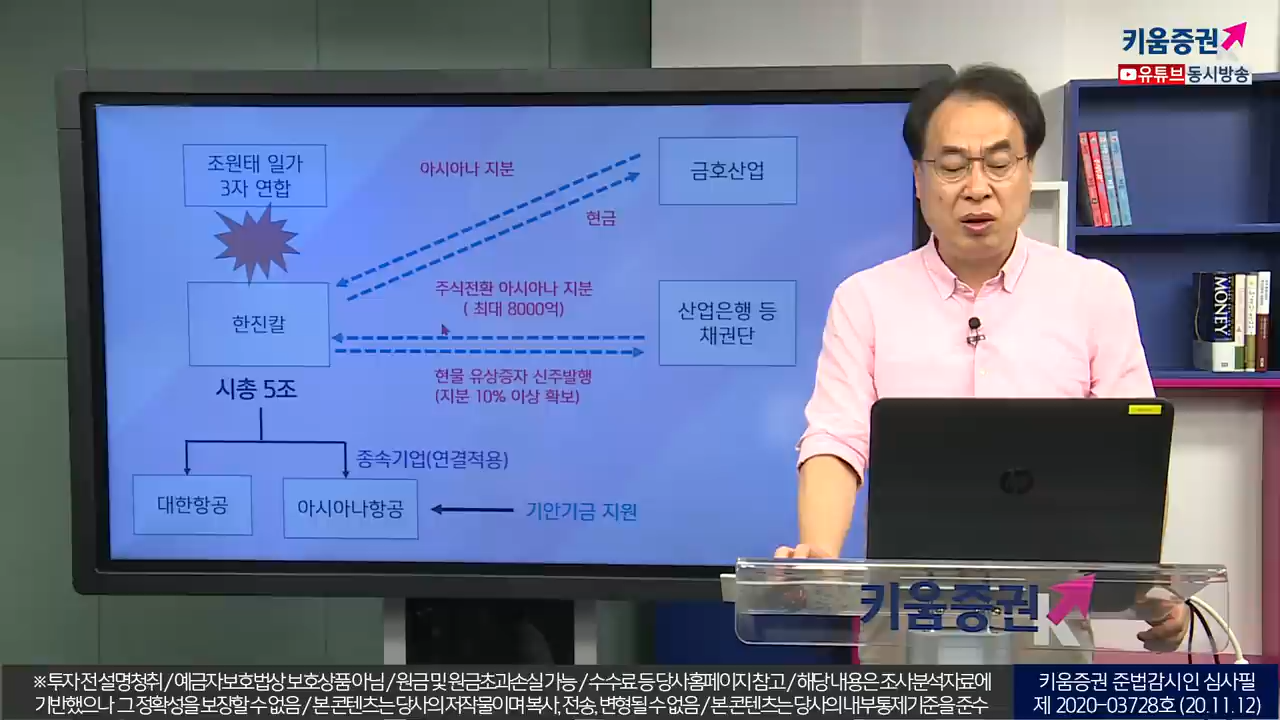 키움증권
유튜브 동시방송
조원태 일가
3자 연합
아시아나 지분
금호산업
현금
한진칼
주식전환 아시아나 지분
( 최대 8000억)
산업은행 등
채권단
현물 유상증자 신주발행
(지분 10% 이상 확보)
시총 5조
종속기업(연결적용)
대한항공
아시아나항공
기안기금 지원
MONEY
hp
키움증권
※ 투자 전 설명청취 / 예금자보호법상 보호상품 아님 / 원금 및 원금초과손실 가능 / 수수료 등 당사홈페이지 참고 / 해당 내용은 조사분석자료에
기반했으나 그 정확성을 보장할 수 없음 / 본 콘텐츠는 당사의 저작물이며 복사, 전송, 변형될 수 없음 / 본 콘텐츠는 당사의 내부통제기준을 준수
키움증권 준법감시인 심사필
제 2020-03728호 (20.11.12)